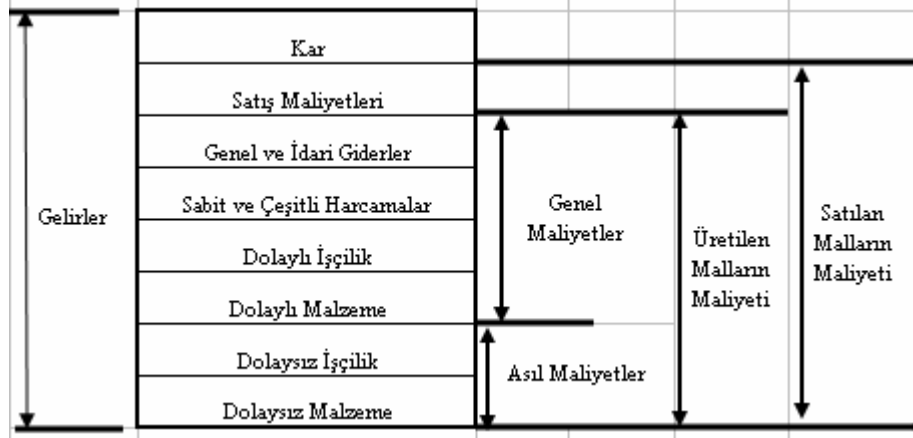 Gelirler
Kar
Satış Maliyetleri
Genel ve İdari Giderler
Sabit ve Çeşitli Harcamalar
Dolaylı İşçilik
Dolaylı Malzeme
Dolaysız İşçilik
Dolaysız Malzeme
Genel
Maliyetler
Asıl Maliyetler
Üretilen
Malların
Maliyeti
Satılan
Malların
Maliyeti